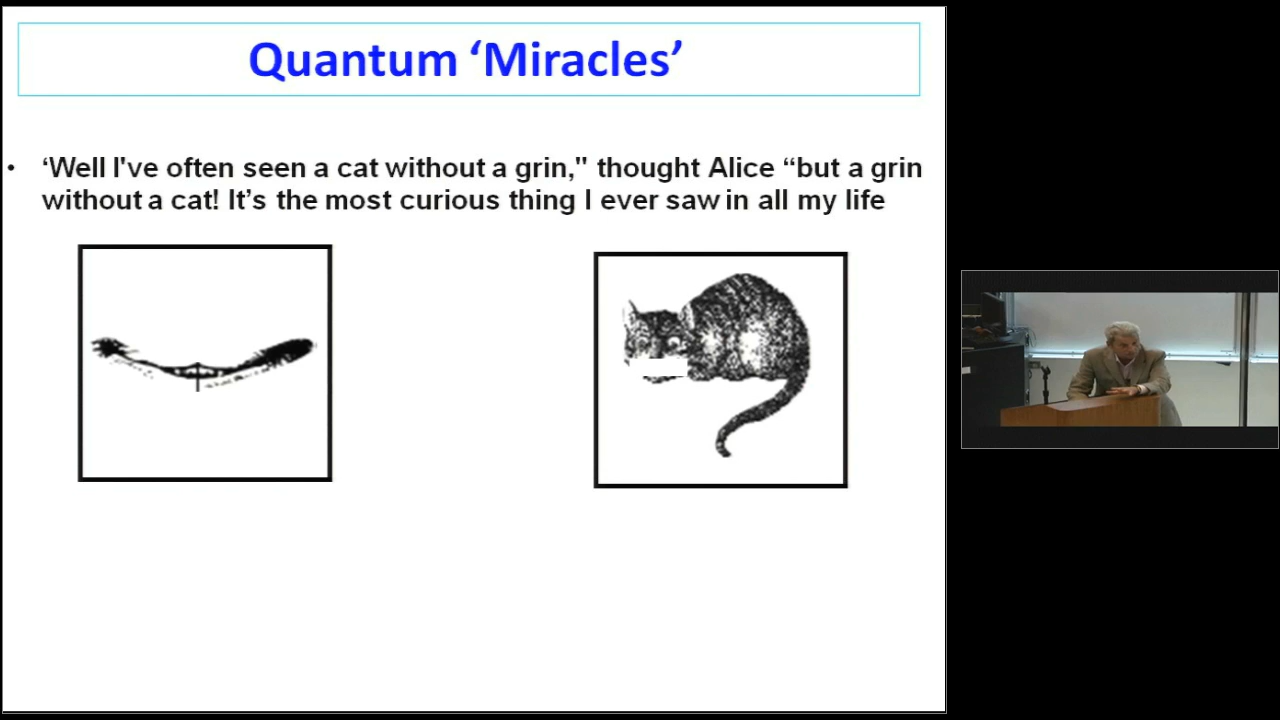 Quantum ‘Miracles’
• ‘Well I've often seen a cat without a grin," thought Alice “but a grin
without a cat! It’s the most curious thing I ever saw in all my life